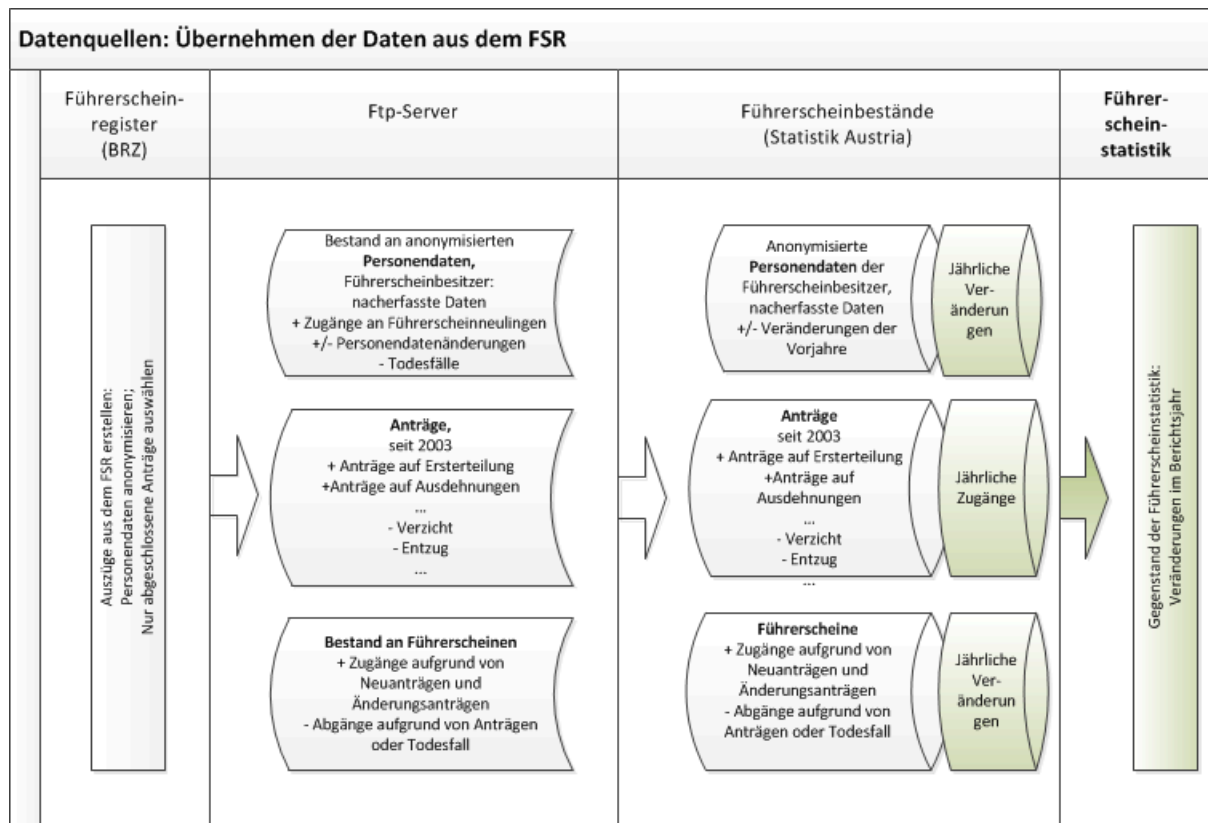 Datenquellen: Übernehmen der Daten aus dem FSR
Führerschein-
register
(BRZ)
Ftp-Server
Führerscheinbestände
(Statistik Austria)
Führer-
schein-
statistik
Auszüge aus dem FSR erstellen:
Personendaten anonymisieren;
Nur abgeschlossene Anträge auswählen
Bestand an anonymisierten
Personendaten,
Führerscheinbesitzer:
nacherfasste Daten
+ Zugänge an Führerscheinneulingen
+/- Personendatenänderungen
- Todesfälle
Anträge,
seit 2003
+ Anträge auf Ersterteilung
+Anträge auf Ausdehnungen
...
- Verzicht
- Entzug
...
Bestand an Führerscheinen
+ Zugänge aufgrund von
Neuanträgen und
Änderungsanträgen
- Abgänge aufgrund von Anträgen
oder Todesfall
Anonymisierte
Personendaten der
Führerscheinbesitzer,
nacherfasste Daten
+/- Veränderungen der
Vorjahre
Jährliche
Ver-
änderun
gen
Anträge
seit 2003
+ Anträge auf Ersterteilung
+Anträge auf
Ausdehnungen
...
- Verzicht
- Entzug
...
Jährliche
Zugänge
Führerscheine
+ Zugänge aufgrund von
Neuanträgen und
Änderungsanträgen
- Abgänge aufgrund von
Anträgen oder Todesfall
Jährliche
Ver-
änderun
gen
Gegenstand der Führerscheinstatistik:
Veränderungen im Berichtsjahr